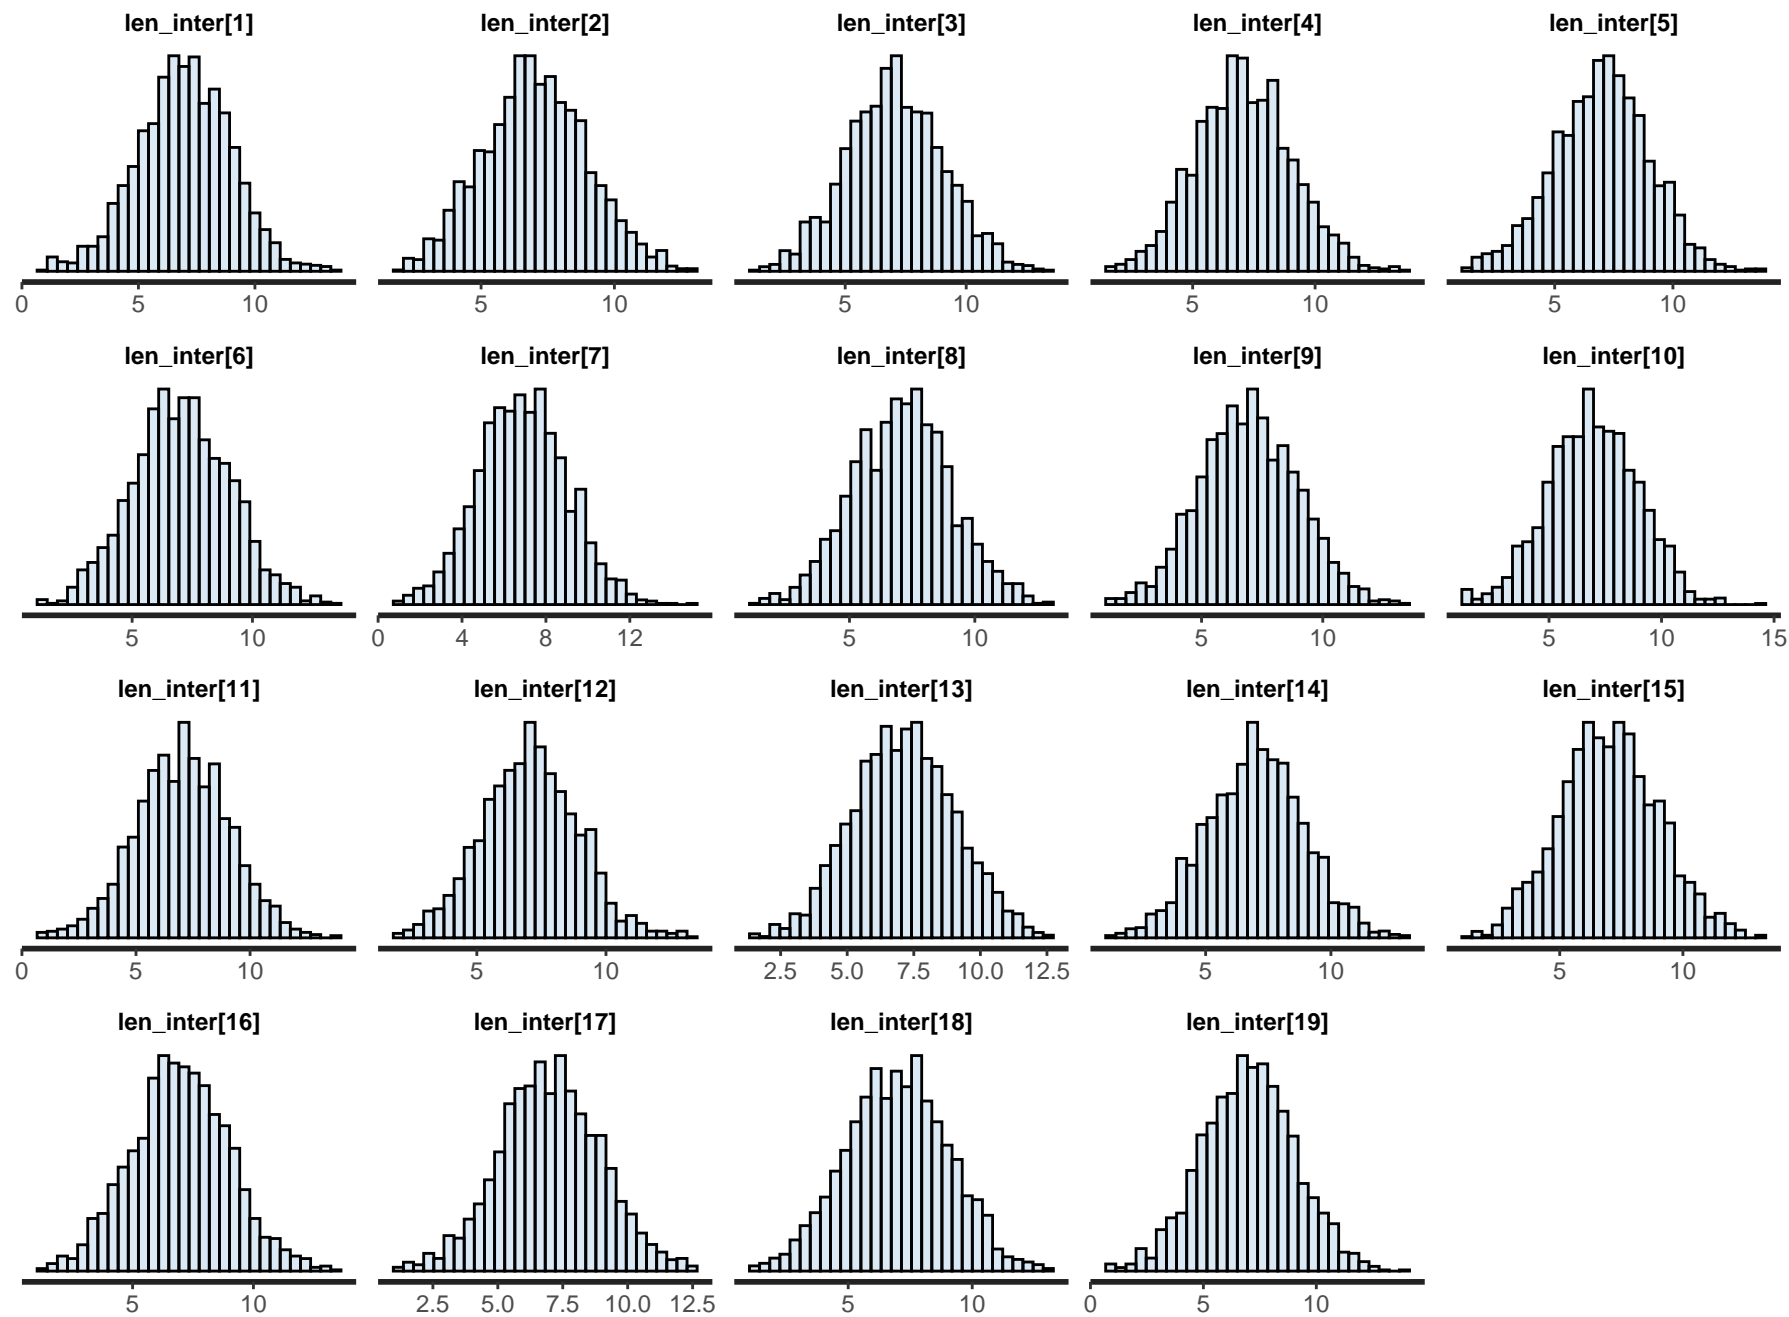 len_inter[1] len_inter[2] len_inter[3] len_inter[4] len_inter[5]
0 5 10 5 10 5 10 5 10 5 10
len_inter[6] len_inter[7] len_inter[8] len_inter[9] len_inter[10]
5 10 0 4 8 12 5 10 5 10 5 10 15
len_inter[11] len_inter[12] len_inter[13] len_inter[14] len_inter[15]
0 5 10 5 10 2.5 5.0 7.5 10.0 12.5 5 10 5 10
len_inter[16] len_inter[17] len_inter[18] len_inter[19]
5 10 2.5 5.0 7.5 10.0 12.5 5 10 0 5 10